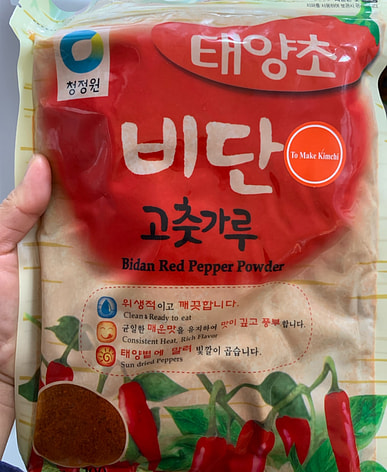 태양초
청정원
비단
To Make Kimchi
고춧가루
Bidan Red Pepper Powder
위생적이고 깨끗합니다.
Clean & Ready to eat
균일한 매운맛을 유지하여 맛이 깊고 풍부합니다.
Consistent Heat, Rich Flavor
태양볕에 말려 빛깔이 곱습니다.
Sun dried Peppers